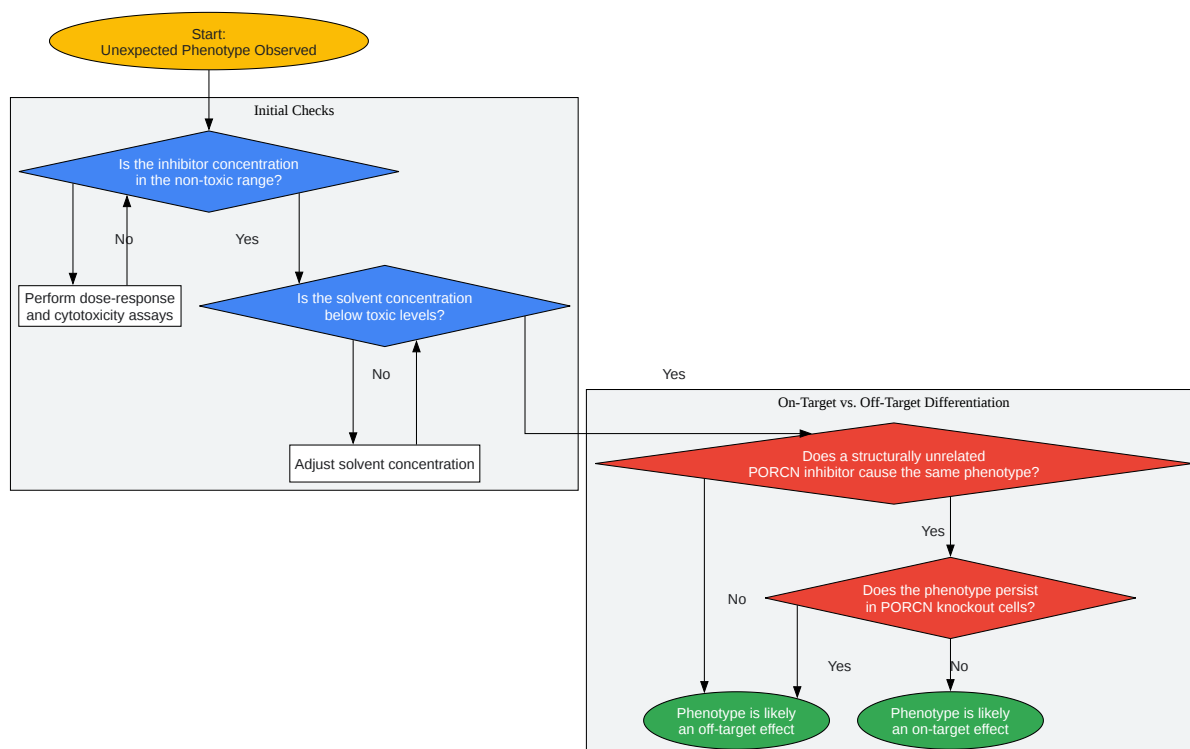 Start:
Unexpected Phenotype Observed
Initial Checks
Is the inhibitor concentration
in the non-toxic range?
No
Yes
Perform dose-response
and cytotoxicity assays
Is the solvent concentration
below toxic levels?
No
Yes
Adjust solvent concentration
On-Target vs. Off-Target Differentiation
Does a structurally unrelated
PORCN inhibitor cause the same phenotype?
Yes
No
Does the phenotype persist
in PORCN knockout cells?
Yes
No
Phenotype is likely
an off-target effect
Phenotype is likely
an on-target effect